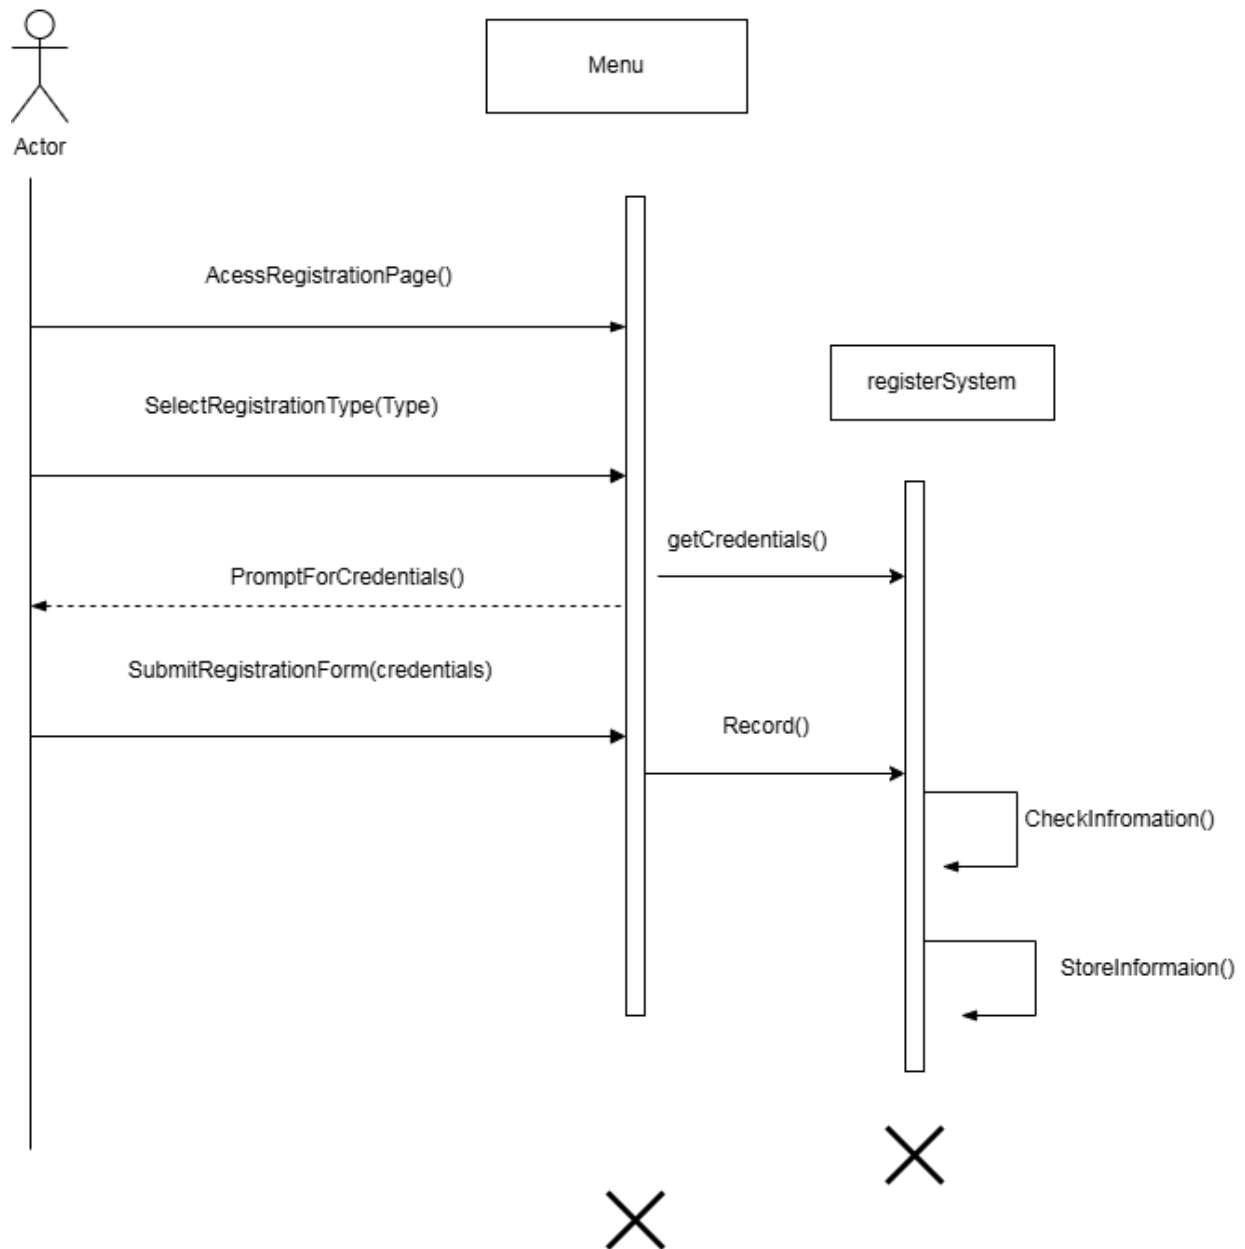 Menu
Actor
AcessRegistrationPage()
registerSystem
SelectRegistrationType(Type)
getCredentials()
PromptForCredentials()
SubmitRegistrationForm(credentials)
Record()
CheckInfromation()
StoreInformaion()